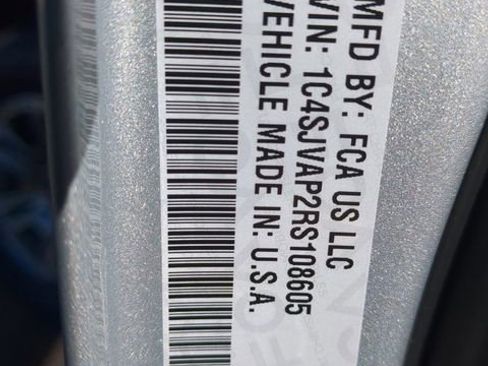 MFD BY: FCA US LLC
VIN: 1C4SJVAP2RS108605
VEHICLE MADE IN: U.S.A.